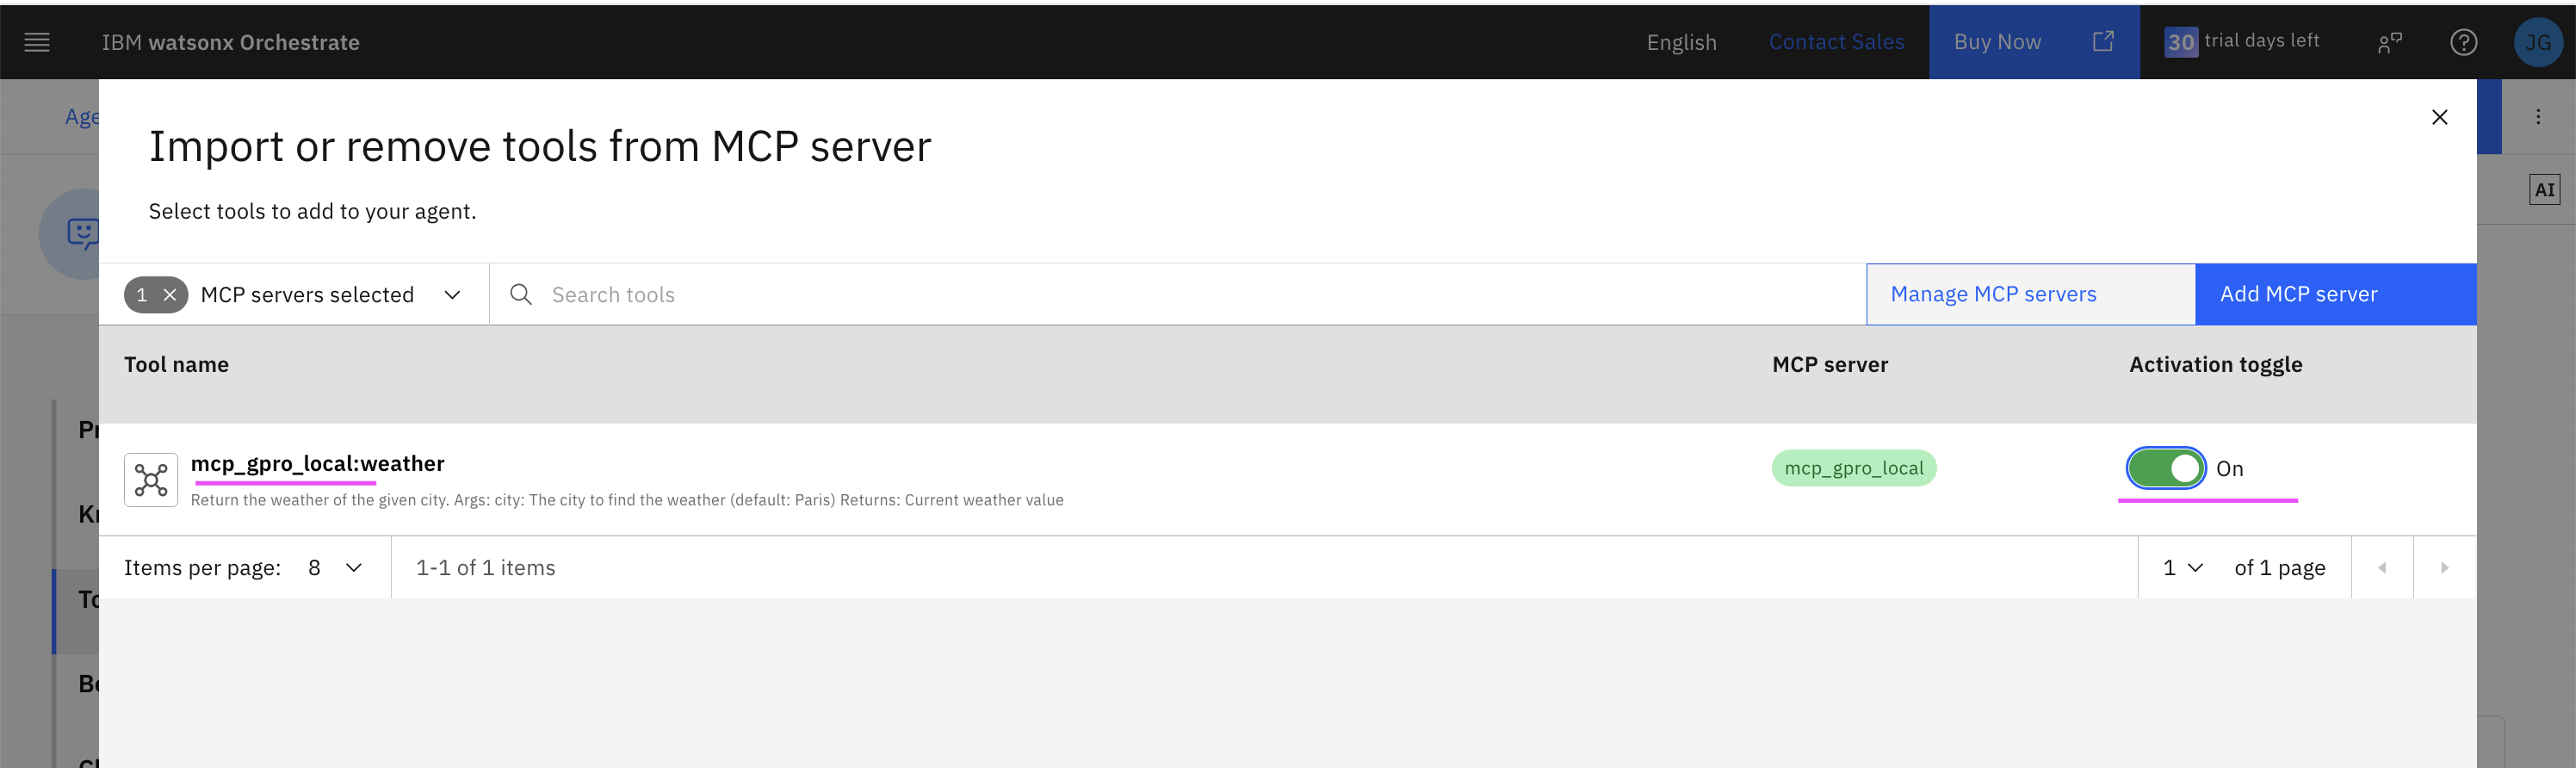 IBM watsonx Orchestrate
English
Contact Sales
Buy Now
30 trial days left
JG
Age
Import or remove tools from MCP server
Select tools to add to your agent.
AI
1 MCP servers selected
Search tools
Manage MCP servers
Add MCP server
Tool name
MCP server
Activation toggle
Pr
mcp_gpro_local:weather
mcp_gpro_local
On
Return the weather of the given city. Args: city: The city to find the weather (default: Paris) Returns: Current weather value
Kn
Items per page: 8
1-1 of 1 items
1
of 1 page
To
Be